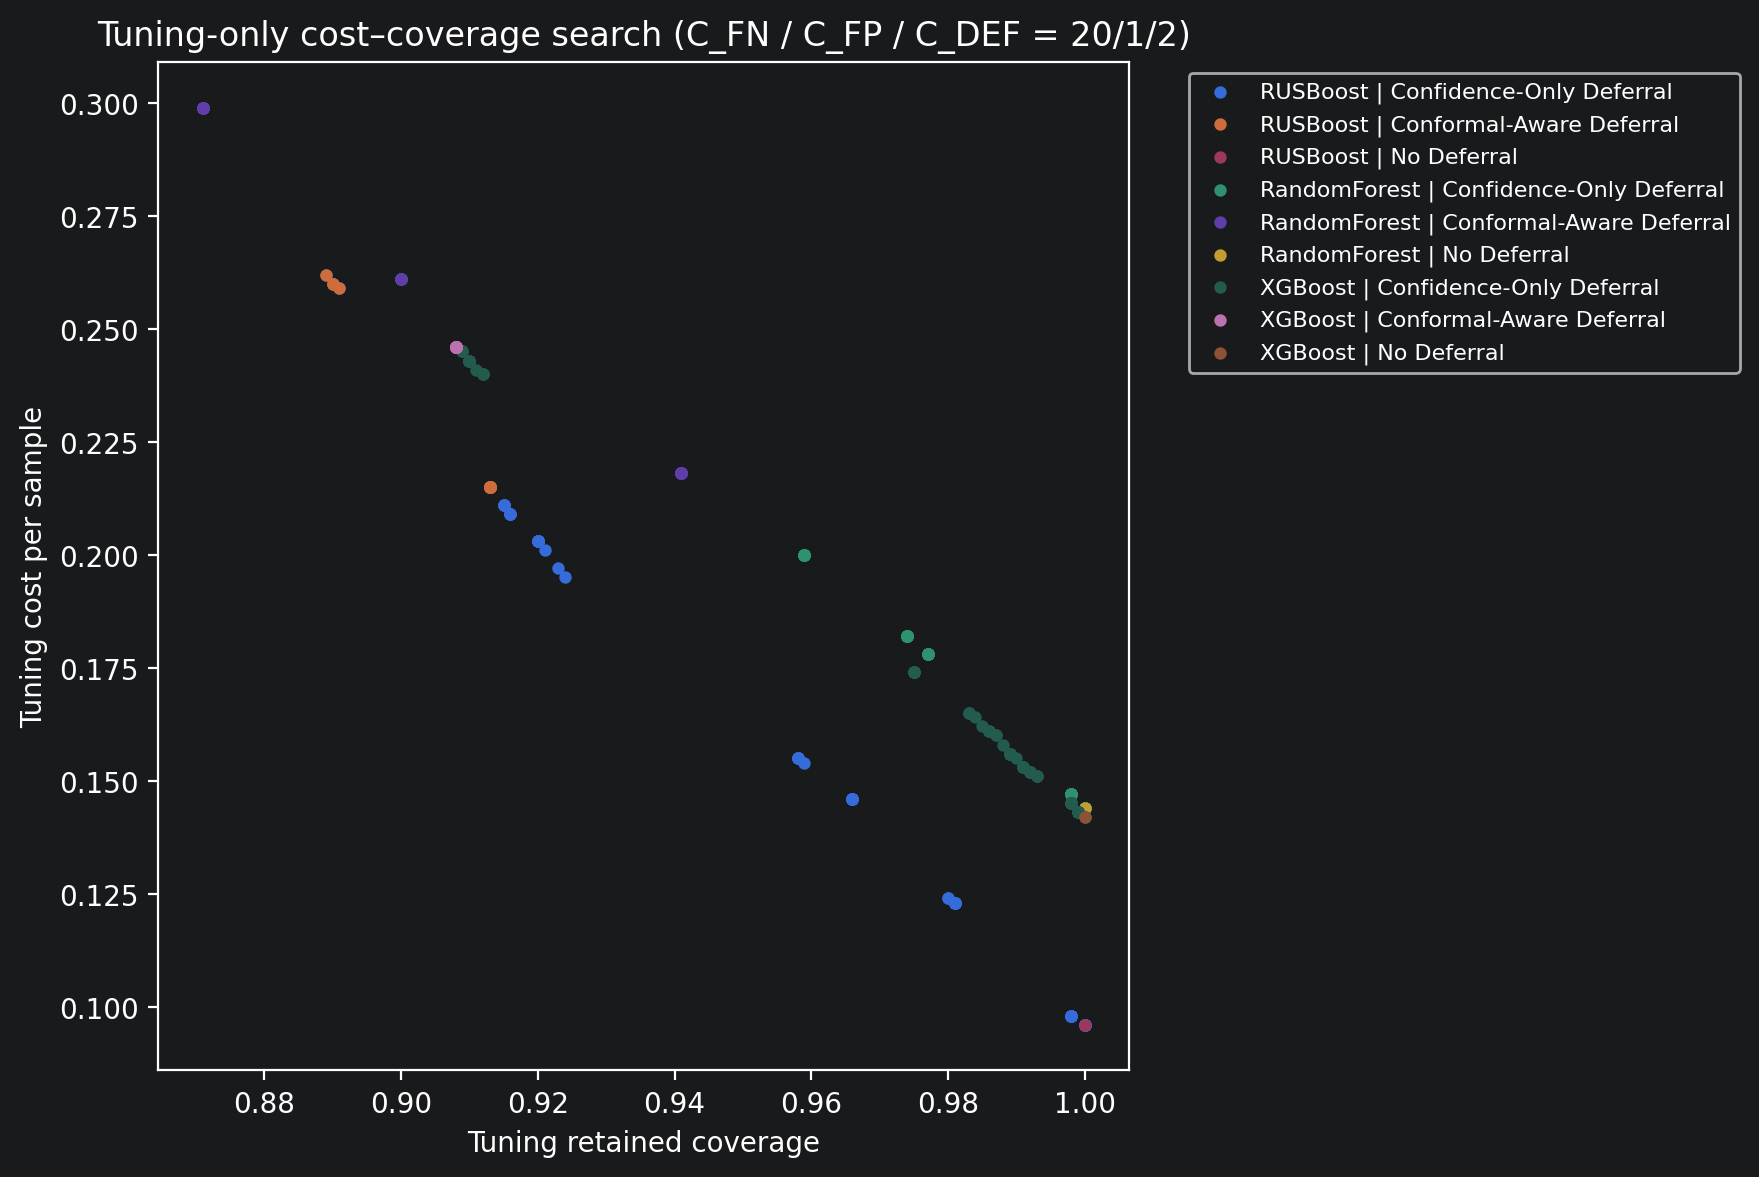 Tuning-only cost–coverage search (C_FN / C_FP / C_DEF = 20/1/2)
0.300
0.275
0.250
0.225
0.200
0.175
0.150
0.125
0.100
Tuning cost per sample
0.88
0.90
0.92
0.94
0.96
0.98
1.00
Tuning retained coverage
RUSBoost | Confidence-Only Deferral
RUSBoost | Conformal-Aware Deferral
RUSBoost | No Deferral
RandomForest | Confidence-Only Deferral
RandomForest | Conformal-Aware Deferral
RandomForest | No Deferral
XGBoost | Confidence-Only Deferral
XGBoost | Conformal-Aware Deferral
XGBoost | No Deferral